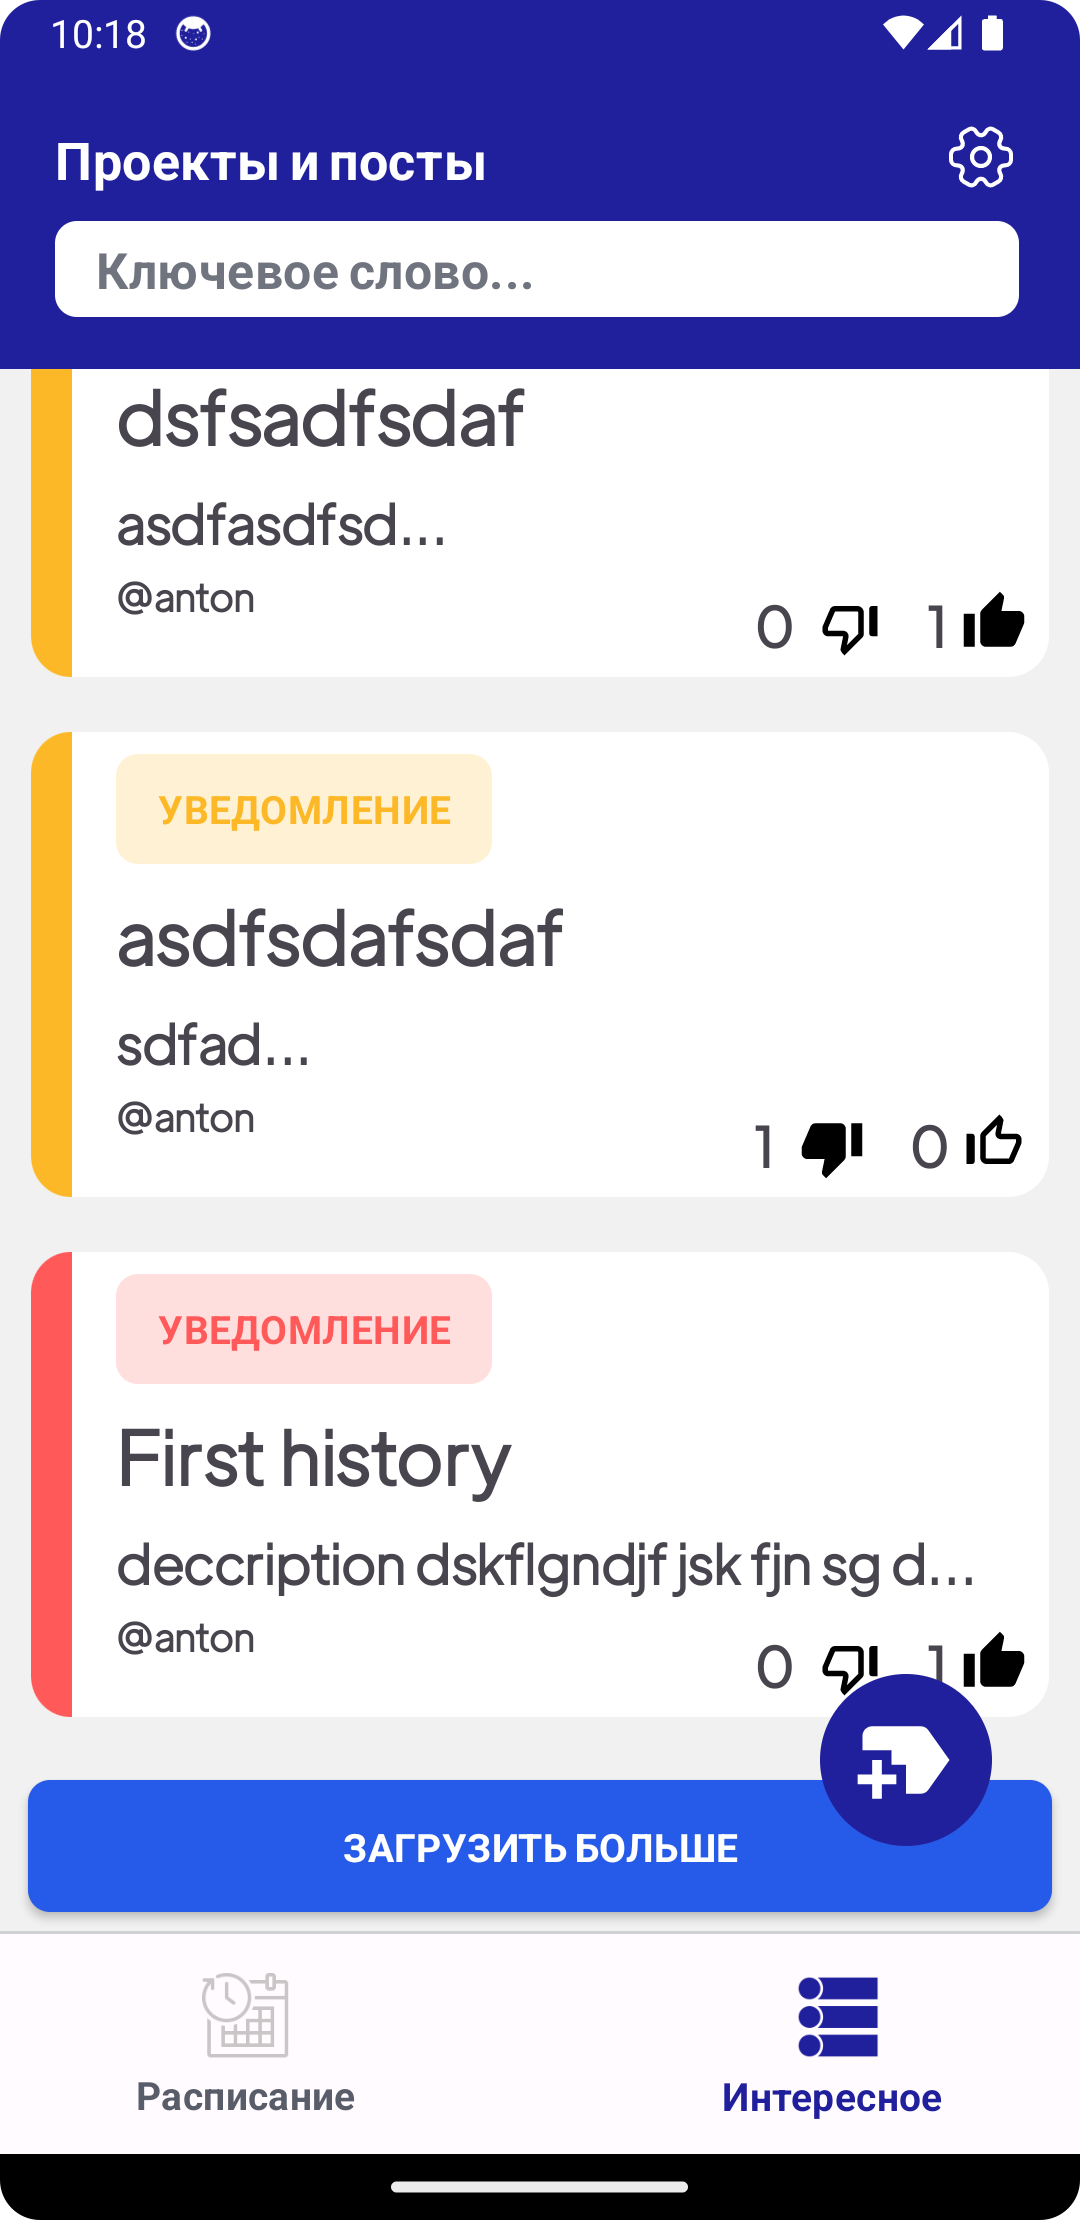 10:18
Проекты и посты
Ключевое слово...
dsfsadfsdaf
asdfasdfsd...
@anton
0 1
УВЕДОМЛЕНИЕ
asdfsdafsdaf
sdfad...
@anton
1 0
УВЕДОМЛЕНИЕ
First history
deccription dskflgndjf jsk fjn sg d...
@anton
0 1
ЗАГРУЗИТЬ БОЛЬШЕ
Расписание Интересное